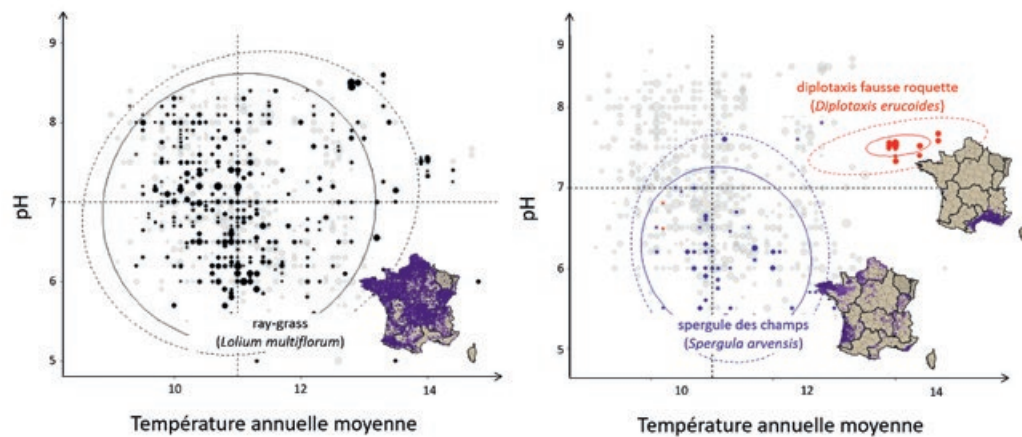 9
8
7
6
5
pH
ray-grass
(Lolium multiflorum)
10
12
14
Température annuelle moyenne
9
8
7
6
5
pH
diplotaxis fausse roquette
(Diplotaxis erucoides)
spergule des champs
(Spergula arvensis)
10
12
14
Température annuelle moyenne